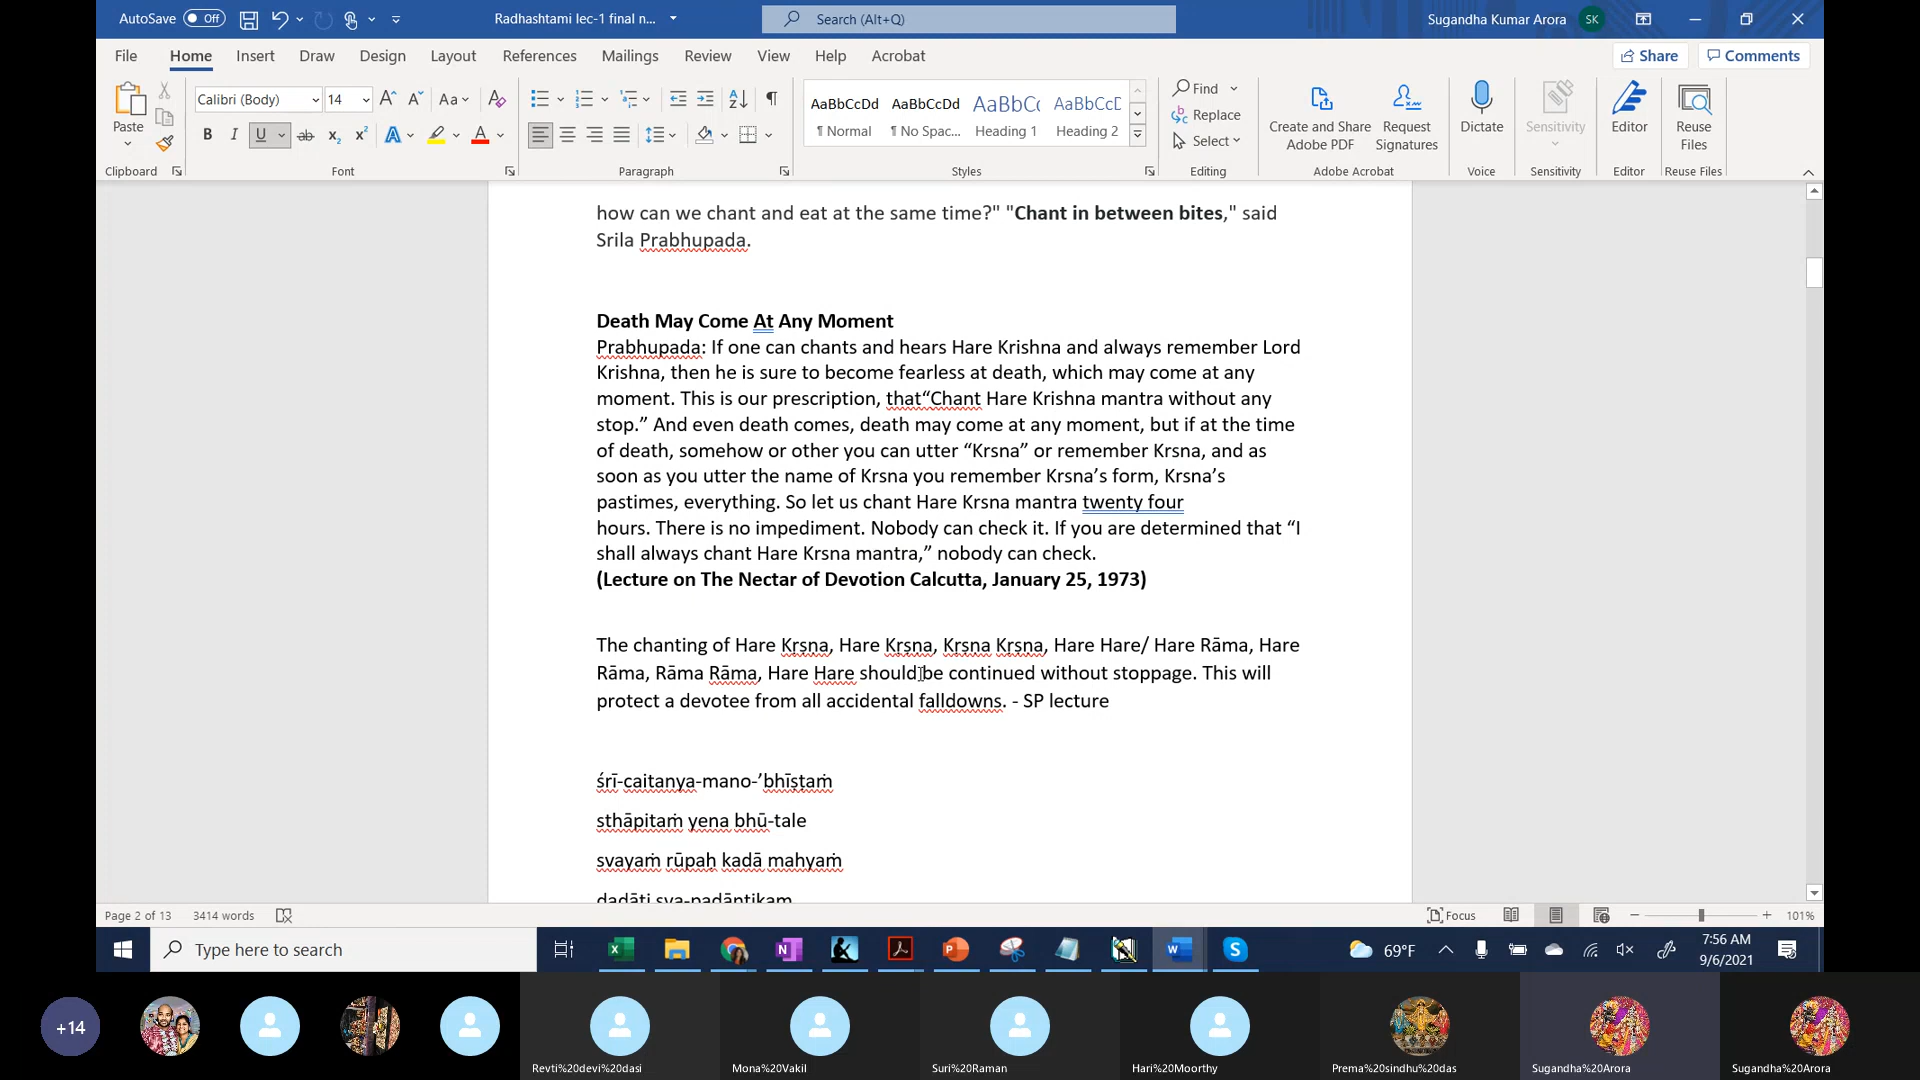 AutoSave Off
Radhashtami lec-1 final n...
Search (Alt+Q)
Sugandha Kumar Arora SK
File Home Insert Draw Design Layout References Mailings Review View Help Acrobat
Share Comments
Paste
Calibri (Body) 14
AaBbCcDd AaBbCcDd AaBbCc AaBbCcD
¶ Normal ¶ No Spac... Heading 1 Heading 2
Find
Replace
Select
Create and Share Adobe PDF
Request Signatures
Dictate
Sensitivity
Editor
Reuse Files
Clipboard Font Paragraph Styles Editing Adobe Acrobat Voice Sensitivity Editor Reuse Files
how can we chant and eat at the same time?" "Chant in between bites," said
Srila Prabhupada.
Death May Come At Any Moment
Prabhupada: If one can chants and hears Hare Krishna and always remember Lord
Krishna, then he is sure to become fearless at death, which may come at any
moment. This is our prescription, that“Chant Hare Krishna mantra without any
stop.” And even death comes, death may come at any moment, but if at the time
of death, somehow or other you can utter “Krsna” or remember Krsna, and as
soon as you utter the name of Krsna you remember Krsna’s form, Krsna’s
pastimes, everything. So let us chant Hare Krsna mantra twenty four
hours. There is no impediment. Nobody can check it. If you are determined that “I
shall always chant Hare Krsna mantra,” nobody can check.
(Lecture on The Nectar of Devotion Calcutta, January 25, 1973)
The chanting of Hare Kṛṣṇa, Hare Kṛṣṇa, Kṛṣṇa Kṛṣṇa, Hare Hare/ Hare Rāma, Hare
Rāma, Rāma Rāma, Hare Hare should be continued without stoppage. This will
protect a devotee from all accidental falldowns. - SP lecture
śrī-caitanya-mano-’bhīṣṭaṁ
sthāpitaṁ yena bhū-tale
svayaṁ rūpaḥ kadā mahyaṁ
dadāti sva-padāntikam
Page 2 of 13 3414 words
Focus 101%
Type here to search
69°F
7:56 AM
9/6/2021
+14
Revti%20devi%20dasi
Mona%20Vakil
Suri%20Raman
Hari%20Moorthy
Prema%20sindhu%20das
Sugandha%20Arora
Sugandha%20Arora